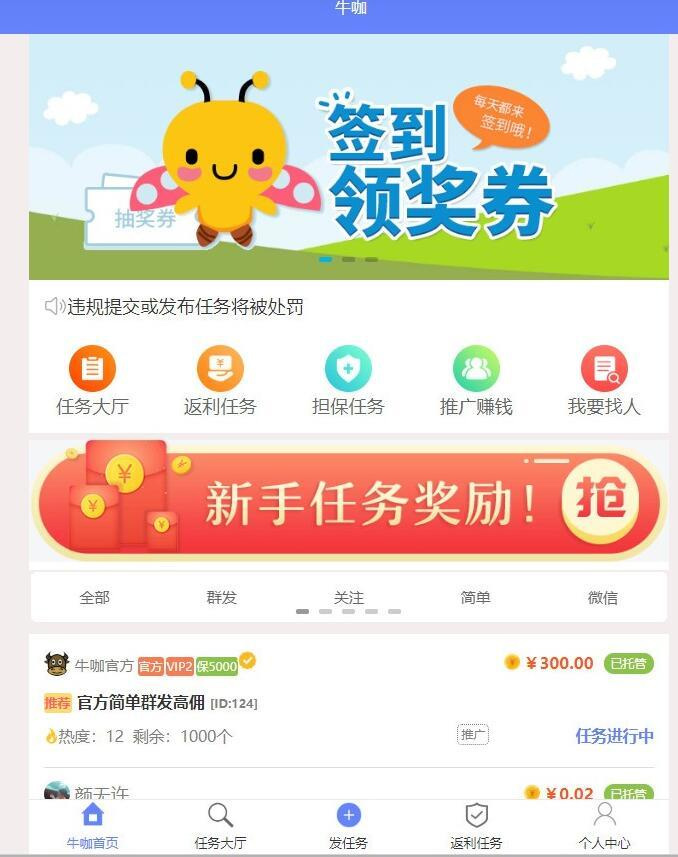 牛咖
每天都来
签到哦!
签到
领奖券
抽奖券
违规提交或发布任务将被处罚
任务大厅 返利任务 担保任务 推广赚钱 我要找人
新手任务奖励! 抢
全部 群发 关注 简单 微信
牛咖官方 官方 VIP2 保5000 ¥300.00 已托管
推荐 官方简单群发高佣 [ID:124]
热度：12 剩余：1000个 推广 任务进行中
颜无许 ¥0.02 已托管
牛咖首页 任务大厅 发任务 返利任务 个人中心